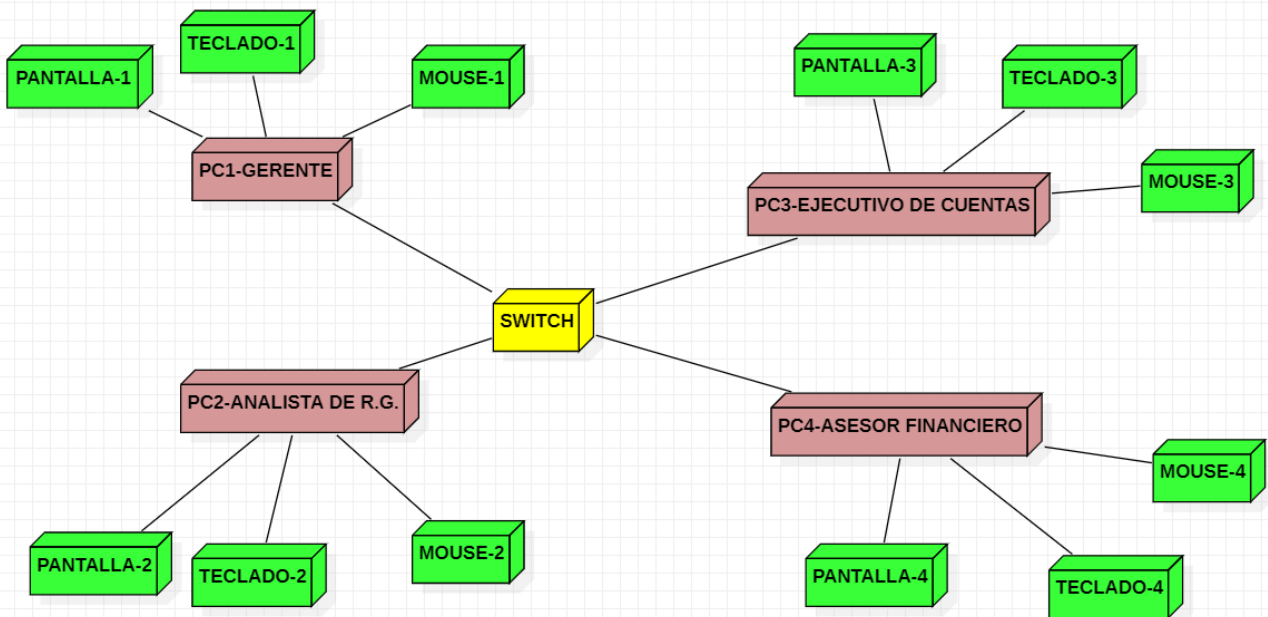 TECLADO-1
PANTALLA-1
MOUSE-1
PC1-GERENTE
PANTALLA-3
TECLADO-3
MOUSE-3
PC3-EJECUTIVO DE CUENTAS
SWITCH
PC2-ANALISTA DE R.G.
PANTALLA-2
TECLADO-2
MOUSE-2
PC4-ASESOR FINANCIERO
MOUSE-4
PANTALLA-4
TECLADO-4